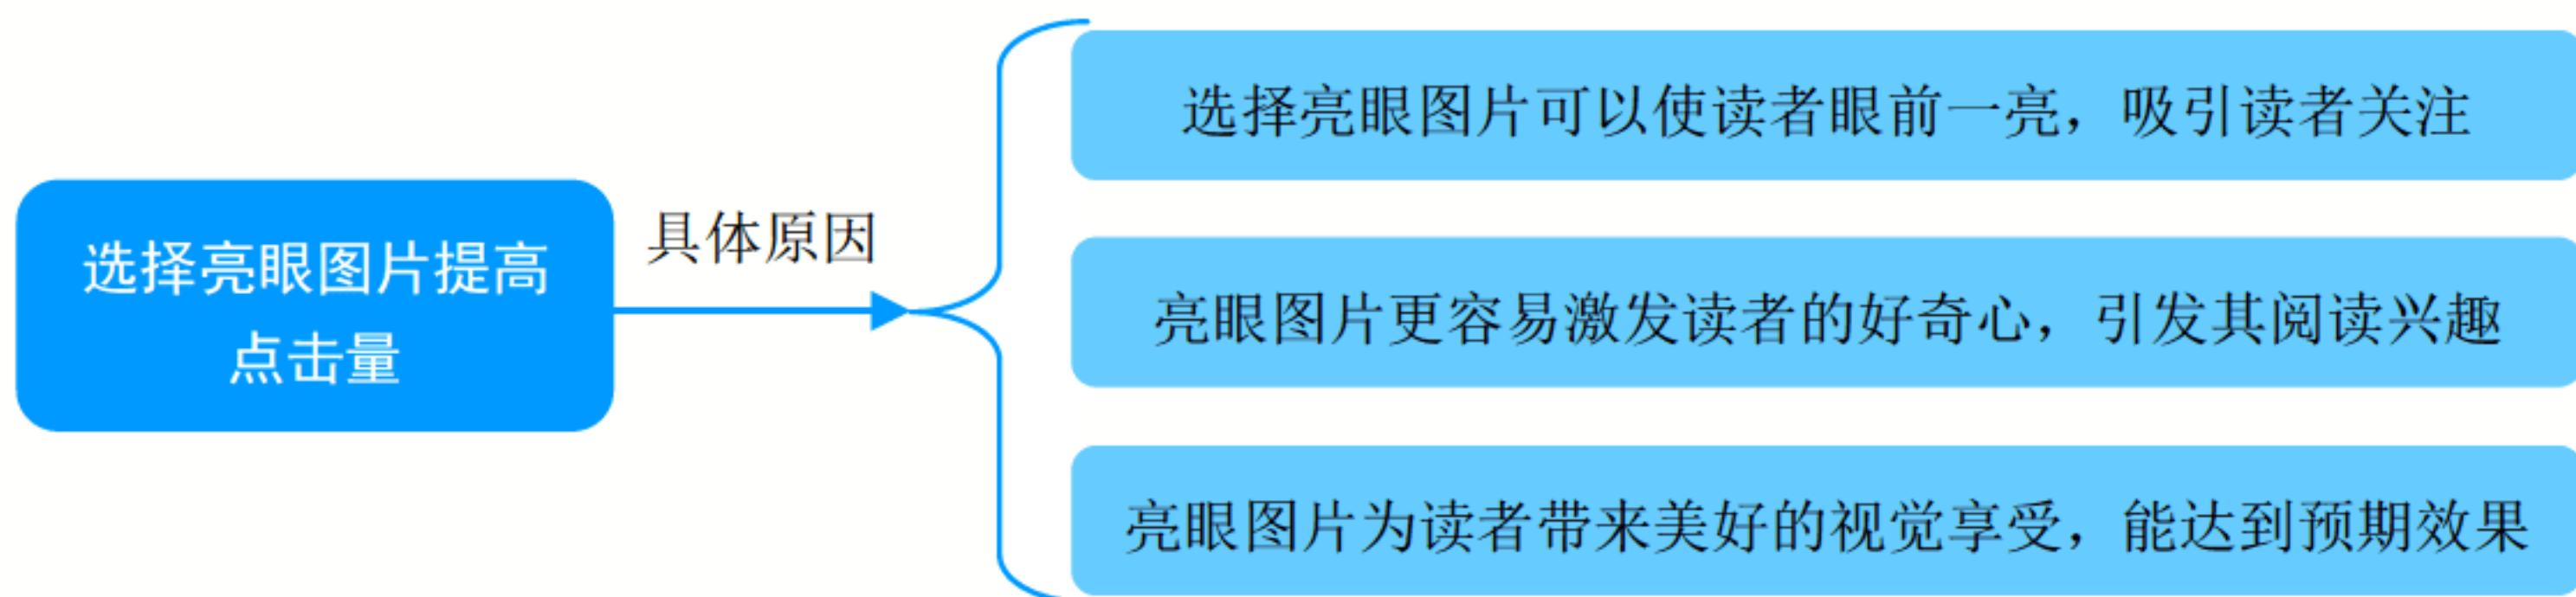 选择亮眼图片提高
点击量
具体原因
选择亮眼图片可以使读者眼前一亮，吸引读者关注
亮眼图片更容易激发读者的好奇心，引发其阅读兴趣
亮眼图片为读者带来美好的视觉享受，能达到预期效果